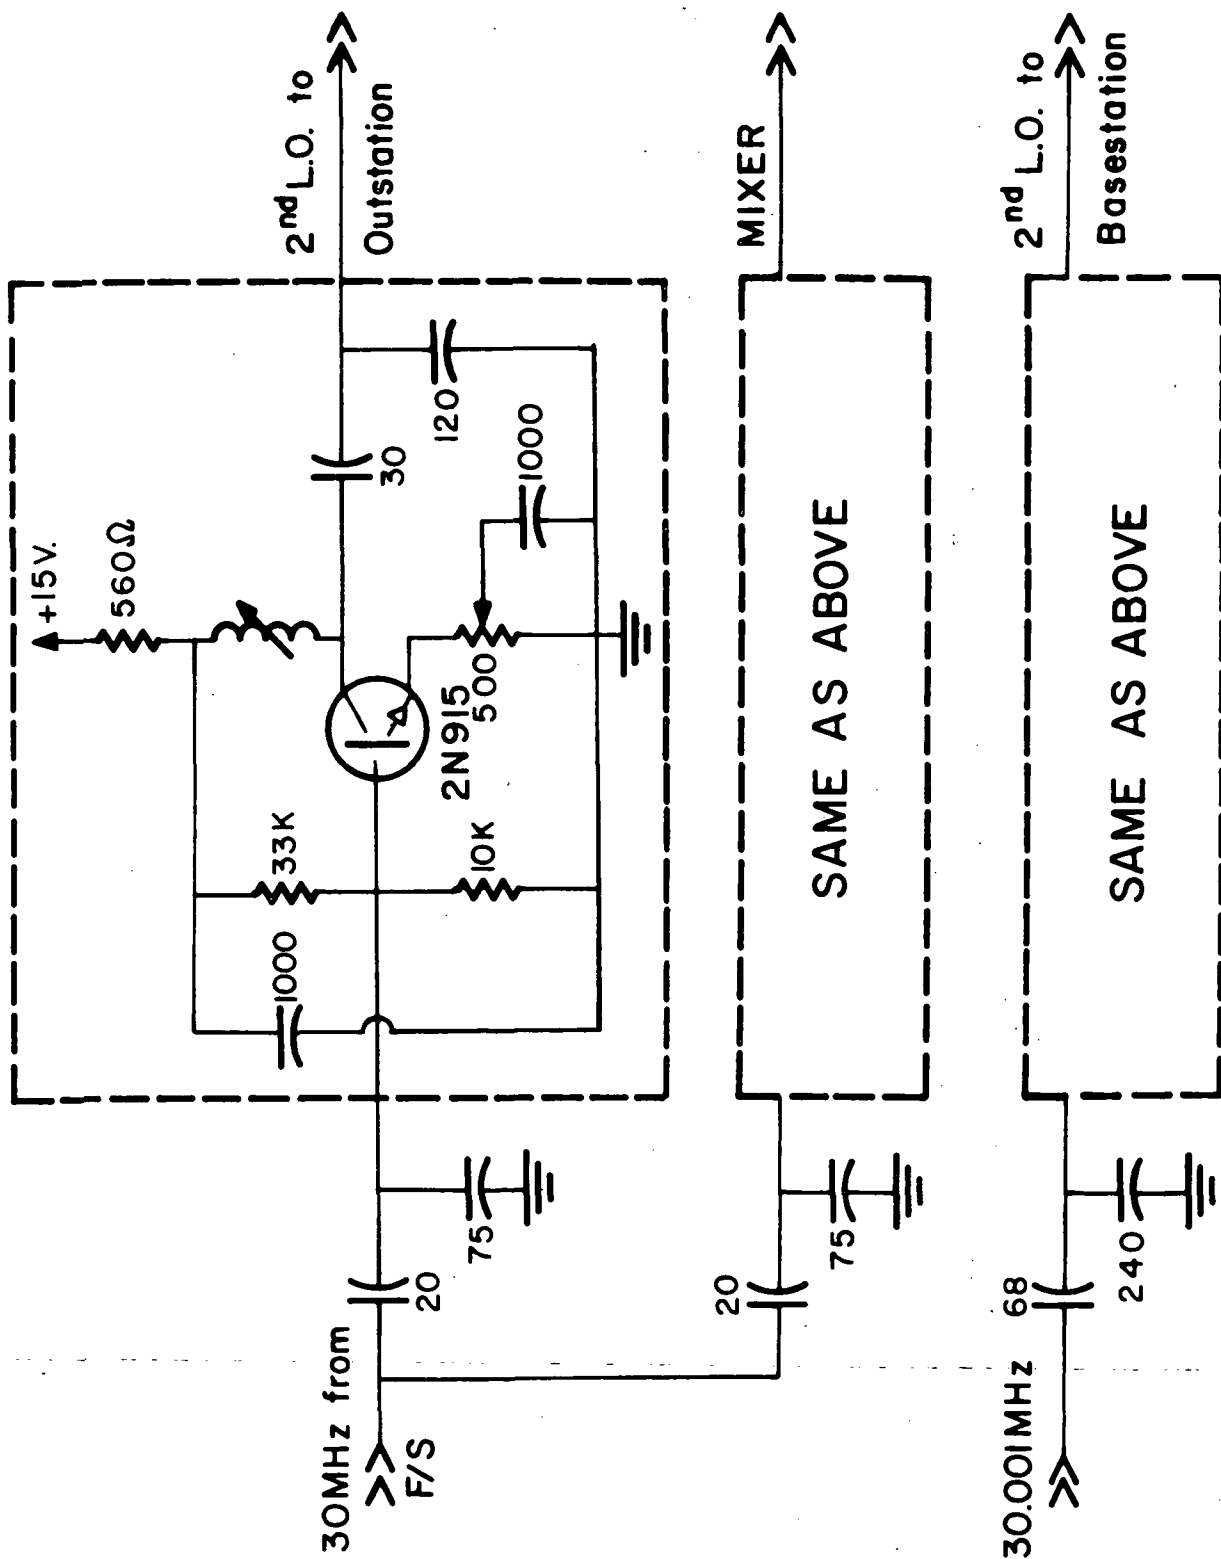 +15V.
560Ω
33K
1000
10K
2N915
500
30
120
1000
2nd L.O. to
Outstation
30MHz from
F/S
20
75
MIXER
20
75
SAME AS ABOVE
2nd L.O. to
Basestation
30.001MHz
68
240
SAME AS ABOVE